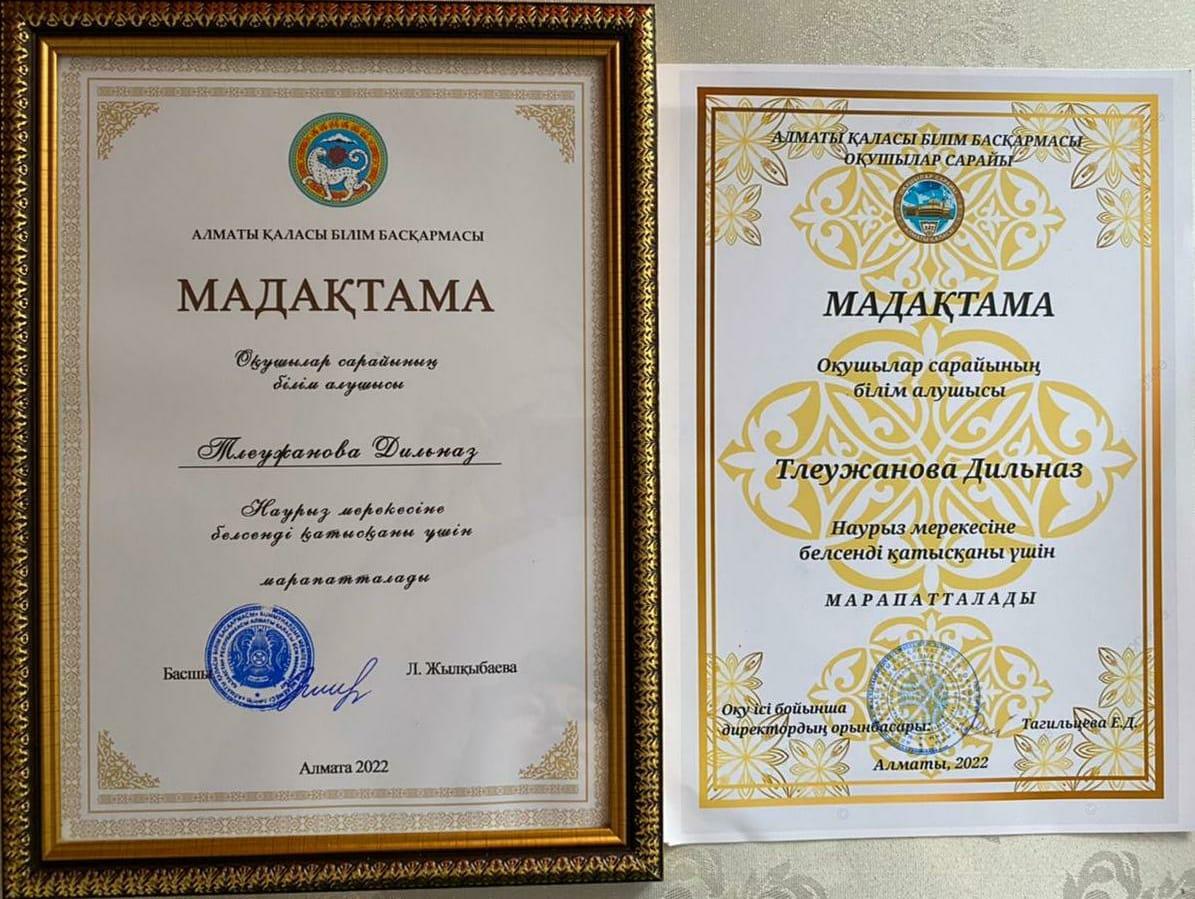 АЛМАТЫ ҚАЛАСЫ БІЛІМ БАСҚАРМАСЫ
МАДАҚТАМА
Оқушылар сарайының
білім алушысы
Тлеужанова Дильназ
Наурыз мерекесіне
белсенді қатысқаны үшін
марапатталады
Басшы
Л. Жылқыбаева
Алмата 2022
АЛМАТЫ ҚАЛАСЫ БІЛІМ БАСҚАРМАСЫ
ОҚУШЫЛАР САРАЙЫ
МАДАҚТАМА
Оқушылар сарайының
білім алушысы
Тлеужанова Дильназ
Наурыз мерекесіне
белсенді қатысқаны үшін
МАРАПАТТАЛАДЫ
Оқу ісі бойынша
директордың орынбасары:
Тагильцева Е.Д.
Алматы, 2022